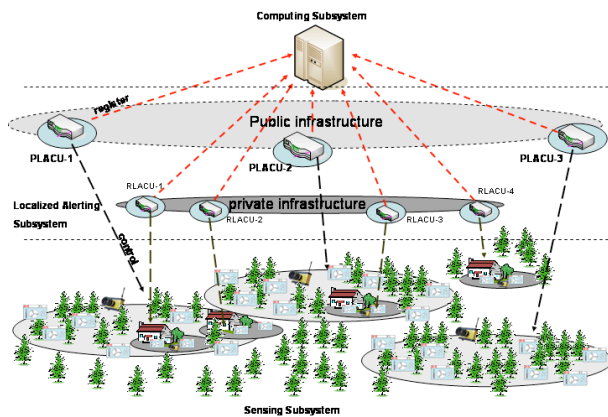 Computing Subsystem
register
Public infrastructure
PLACU-1
PLACU-2
PLACU-3
RLACU-1
RLACU-4
private infrastructure
Localized Alerting
Subsystem
RLACU-2
RLACU-3
control
Sensing Subsystem